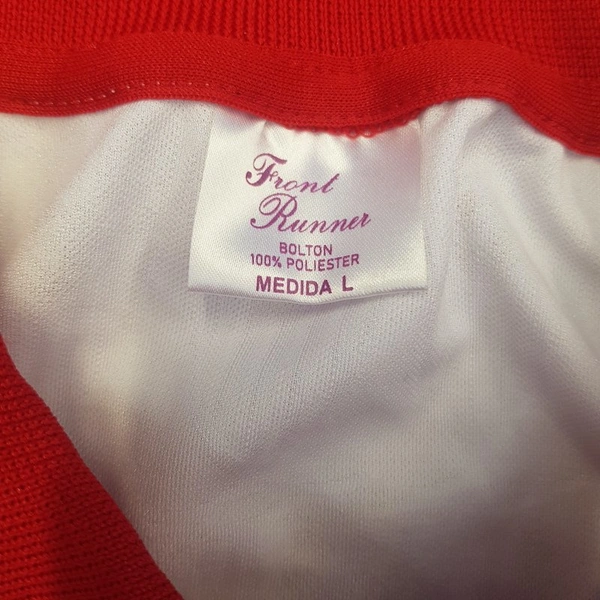 Front
Runner
BOLTON
100% POLIESTER
MEDIDA L